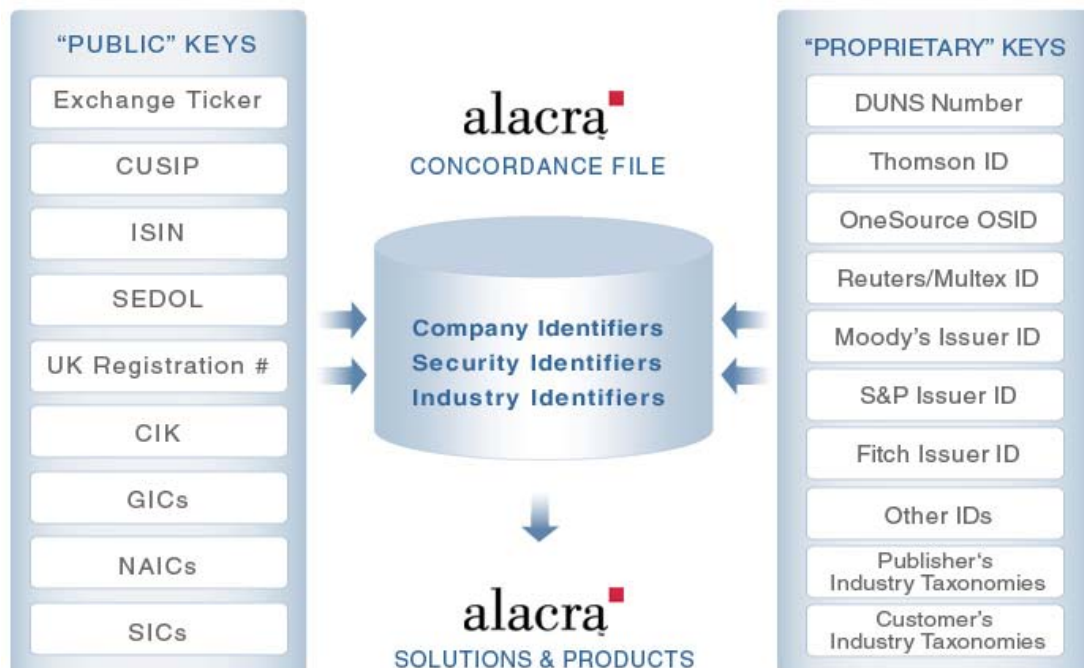 “PUBLIC” KEYS
Exchange Ticker
CUSIP
ISIN
SEDOL
UK Registration #
CIK
GICs
NAICs
SICs
alacra
CONCORDANCE FILE
Company Identifiers
Security Identifiers
Industry Identifiers
alacra
SOLUTIONS & PRODUCTS
“PROPRIETARY” KEYS
DUNS Number
Thomson ID
OneSource OSID
Reuters/Multex ID
Moody’s Issuer ID
S&P Issuer ID
Fitch Issuer ID
Other IDs
Publisher‘s
Industry Taxonomies
Customer’s
Industry Taxonomies